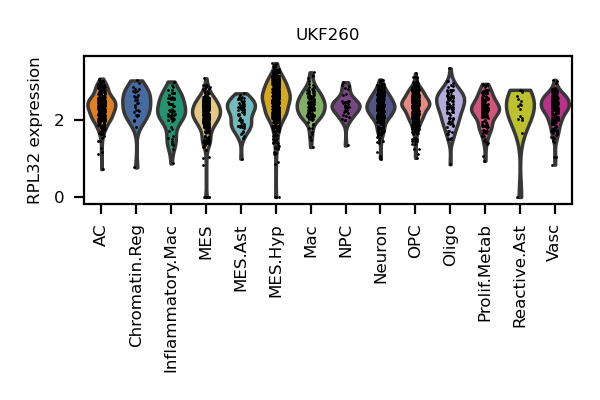 UKF260
RPL32 expression
2
0
AC
Chromatin.Reg
Inflammatory.Mac
MES
MES.Ast
MES.Hyp
Mac
NPC
Neuron
OPC
Oligo
Prolif.Metab
Reactive.Ast
Vasc